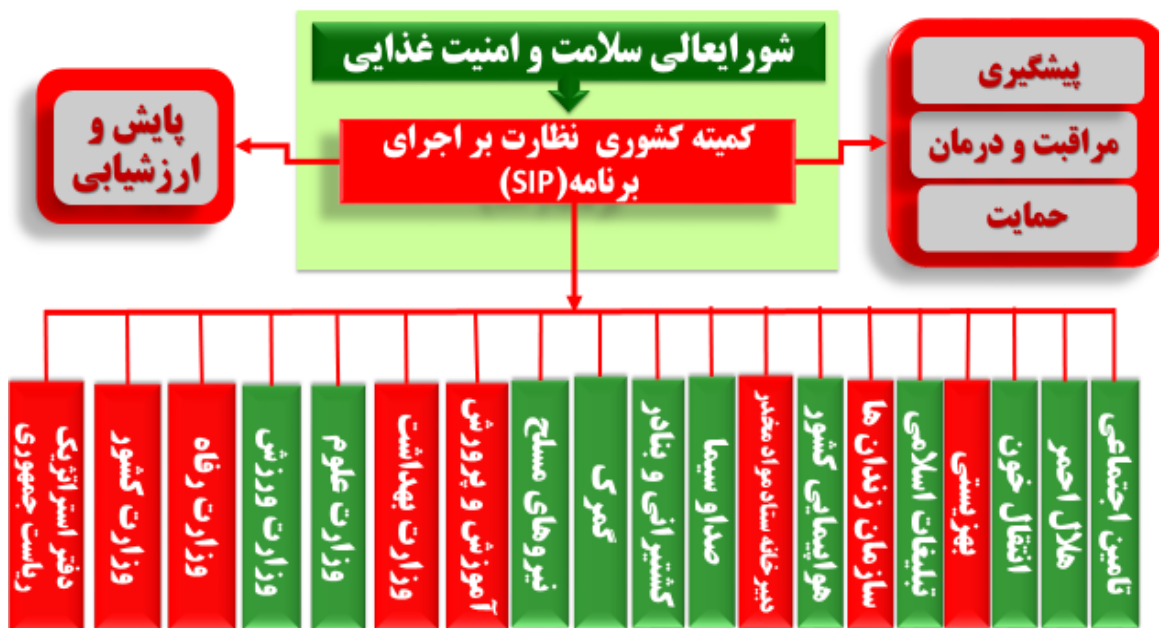 شورایعالی سلامت و امنیت غذایی
کمیته کشوری نظارت بر اجرای
برنامه(SIP)
پیشگیری
مراقبت و درمان
حمایت
پایش و
ارزشیابی
تامین اجتماعی
هلال احمر
انتقال خون
بهزیستی
تبلیغات اسلامی
سازمان زندان ها
هواپیمایی کشور
دبیرخانه ستاد مواد مخدر
صداو سیما
کشتیرانی و بنادر
گمرک
نیروهای مسلح
آموزش و پرورش
وزارت بهداشت
وزارت علوم
وزارت ورزش
وزارت رفاه
وزارت کشور
دفتر استراتژیک
ریاست جمهوری